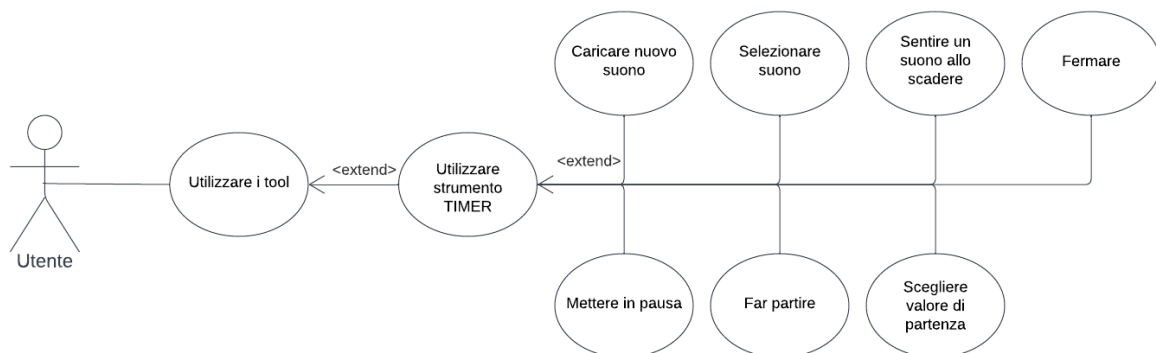 Caricare nuovo
suono
Selezionare
suono
Sentire un
suono allo
scadere
Fermare
<extend>
<extend>
Utilizzare i tool
Utilizzare
strumento
TIMER
Utente
Mettere in pausa
Far partire
Scegliere
valore di
partenza